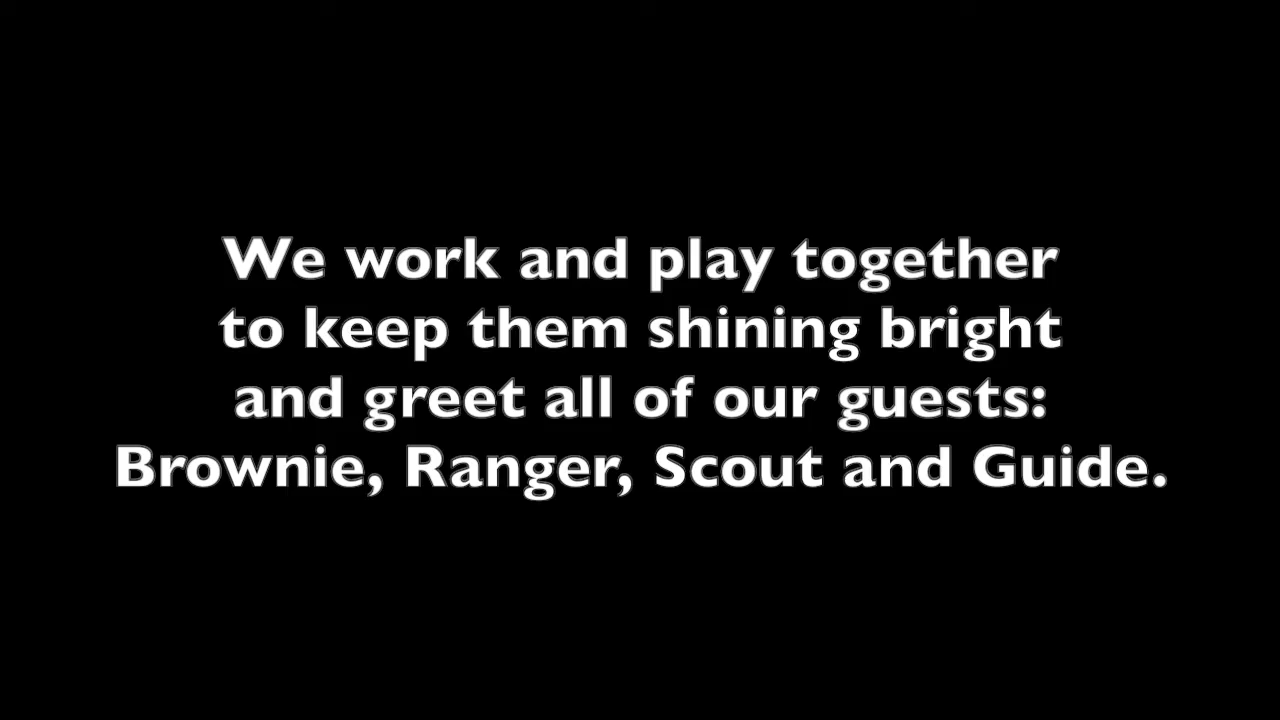 We work and play together
to keep them shining bright
and greet all of our guests:
Brownie, Ranger, Scout and Guide.